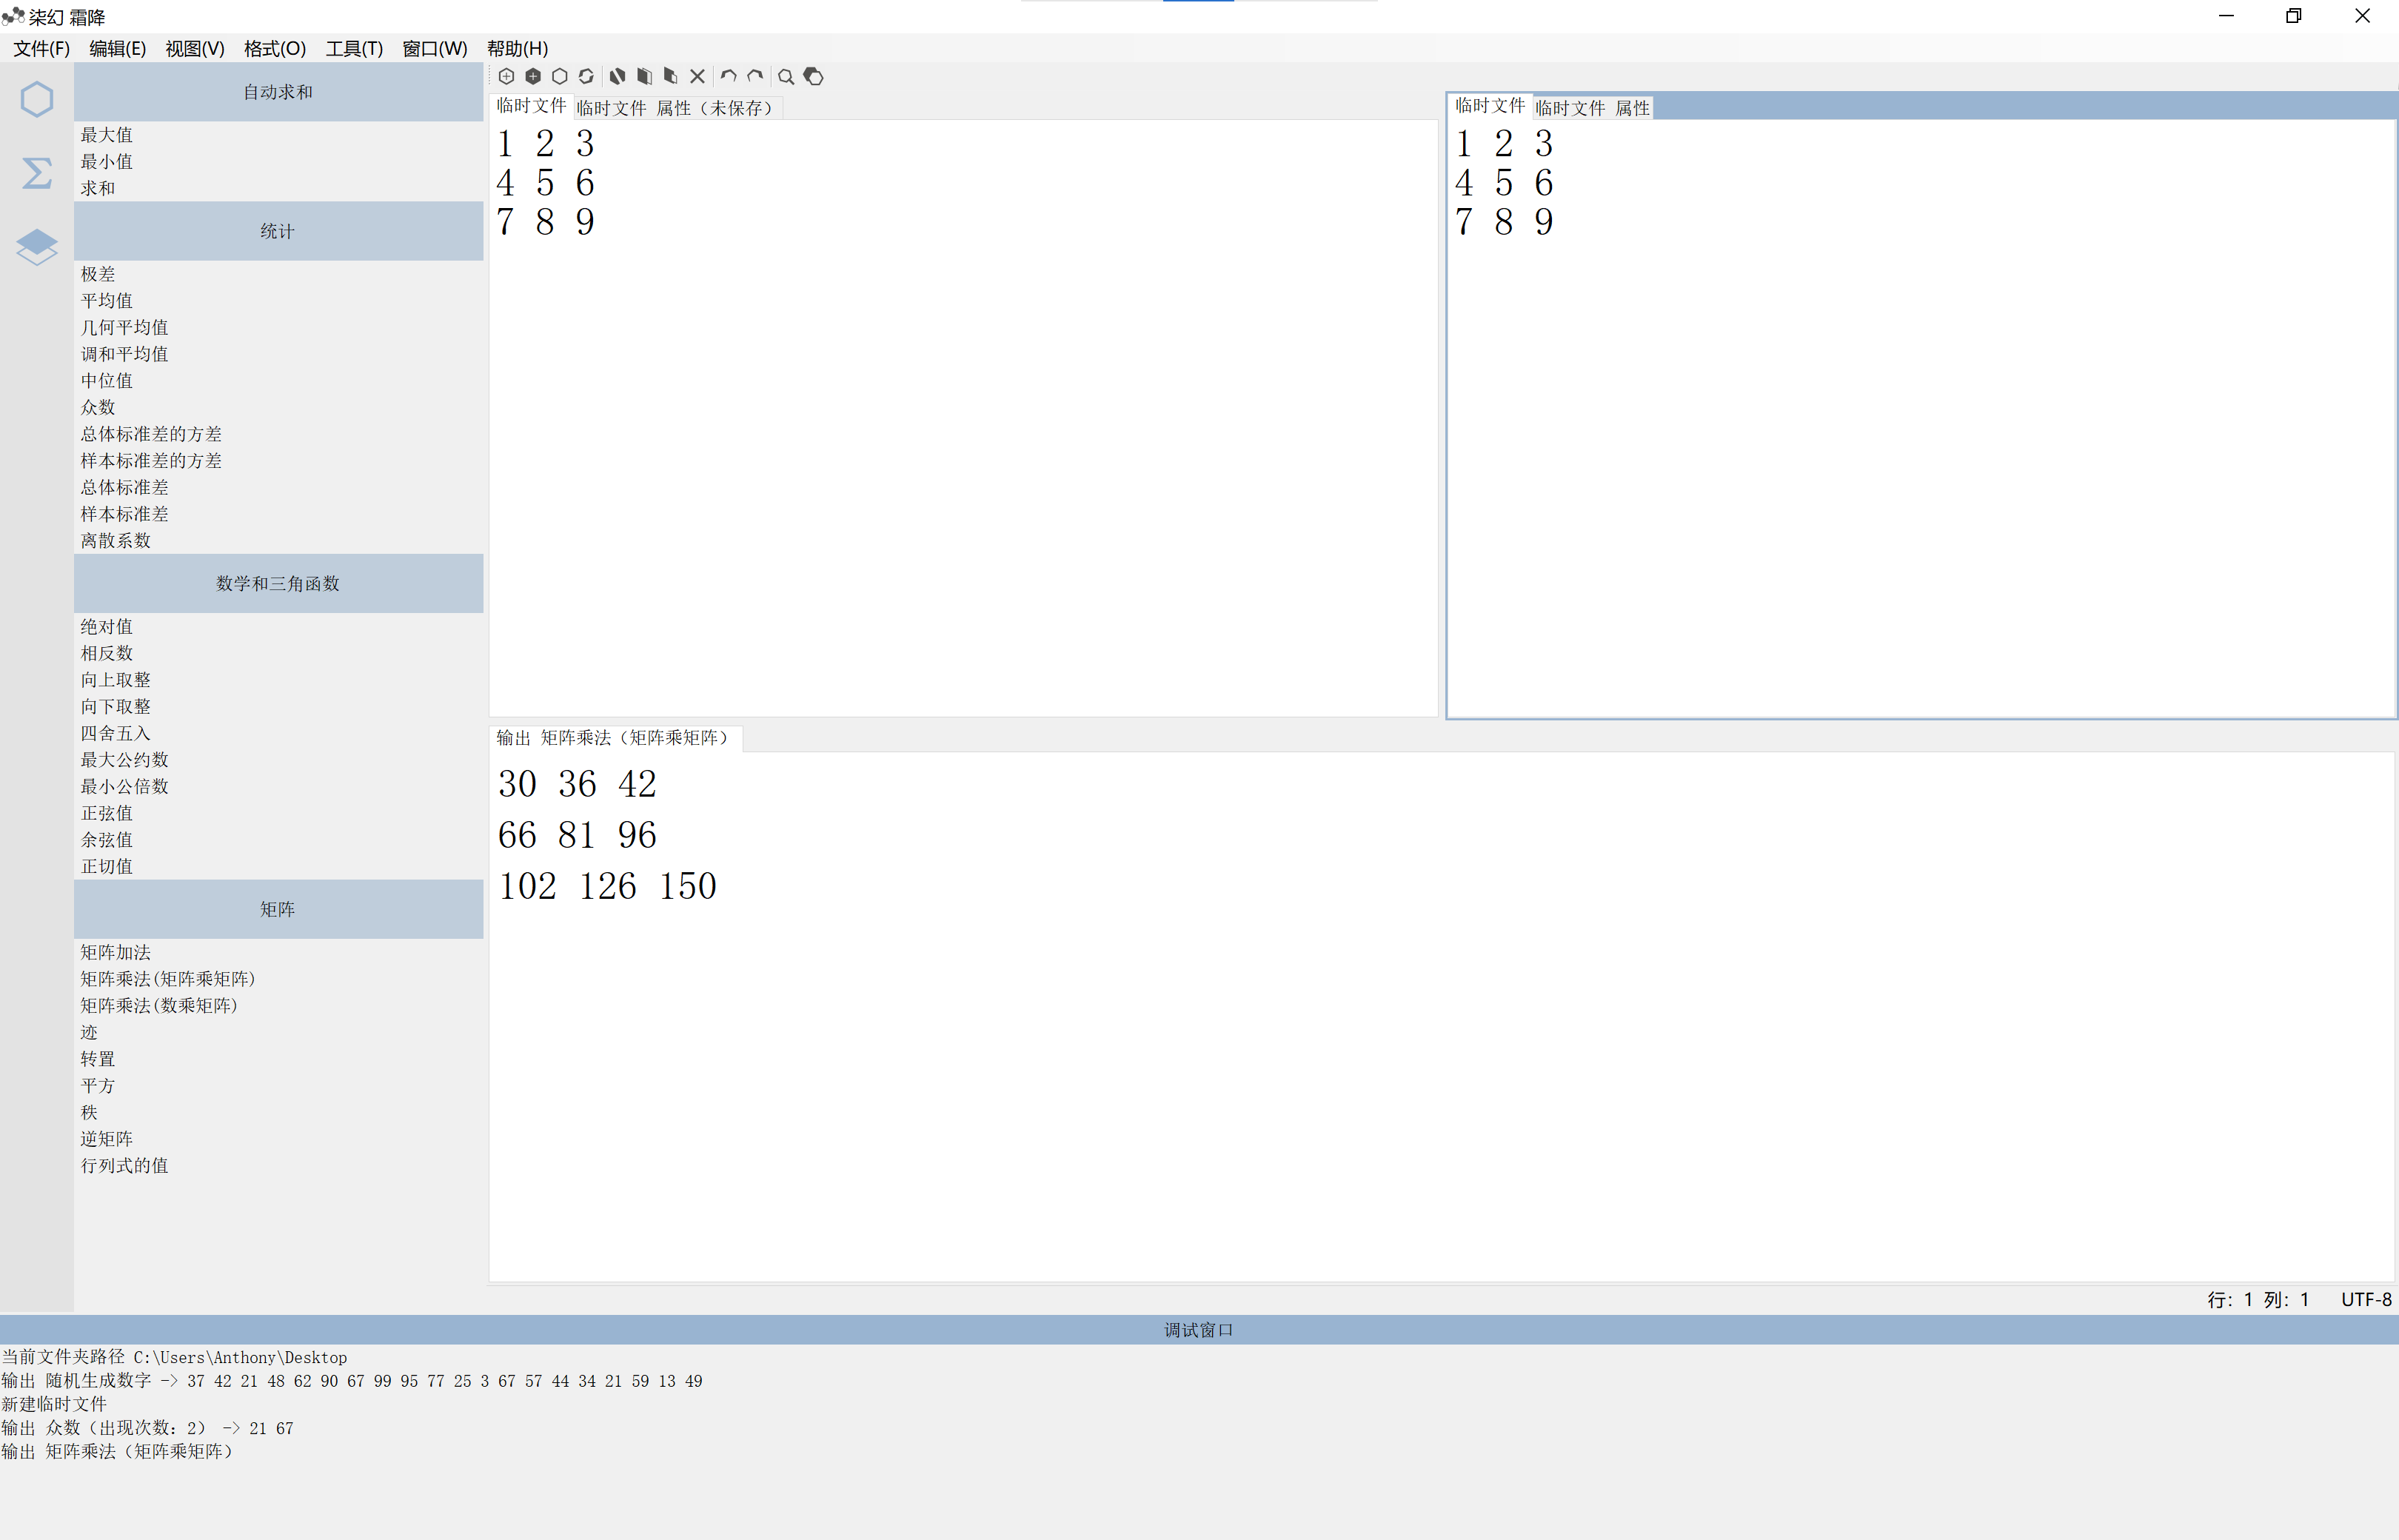 柒幻 霜降
文件(F) 编辑(E) 视图(V) 格式(O) 工具(T) 窗口(W) 帮助(H)
自动求和
最大值
最小值
求和
统计
极差
平均值
几何平均值
调和平均值
中位值
众数
总体标准差的方差
样本标准差的方差
总体标准差
样本标准差
离散系数
数学和三角函数
绝对值
相反数
向上取整
向下取整
四舍五入
最大公约数
最小公倍数
正弦值
余弦值
正切值
矩阵
矩阵加法
矩阵乘法(矩阵乘矩阵)
矩阵乘法(数乘矩阵)
迹
转置
平方
秩
逆矩阵
行列式的值
临时文件 临时文件 属性（未保存）
1 2 3
4 5 6
7 8 9
临时文件 临时文件 属性
1 2 3
4 5 6
7 8 9
输出 矩阵乘法（矩阵乘矩阵）
30 36 42
66 81 96
102 126 150
行: 1 列: 1 UTF-8
调试窗口
当前文件夹路径 C:\Users\Anthony\Desktop
输出 随机生成数字 -> 37 42 21 48 62 90 67 99 95 77 25 3 67 57 44 34 21 59 13 49
新建临时文件
输出 众数（出现次数: 2） -> 21 67
输出 矩阵乘法（矩阵乘矩阵）